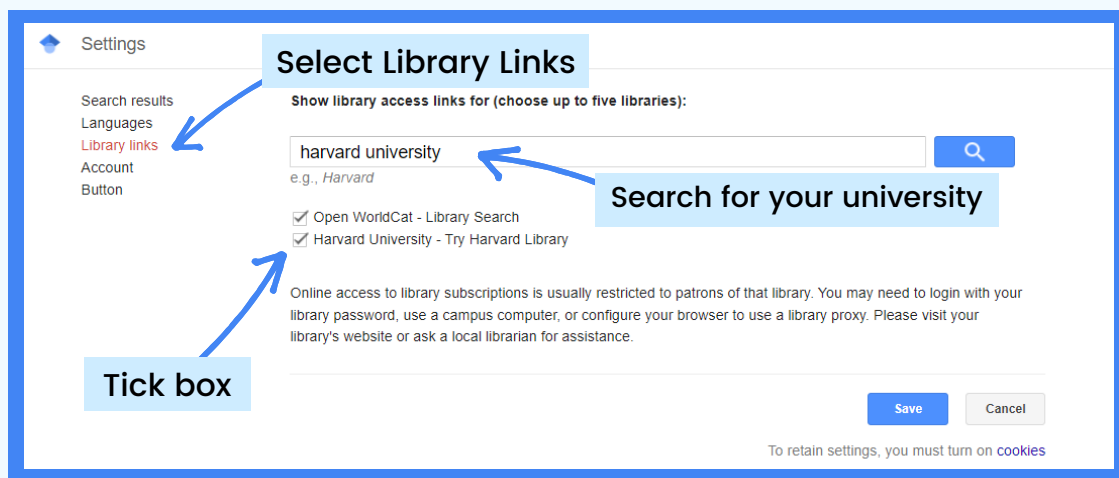 Settings
Select Library Links
Search results
Languages
Library links
Account
Button
Show library access links for (choose up to five libraries):
harvard university
e.g., Harvard
Search for your university
Open WorldCat - Library Search
Harvard University - Try Harvard Library
Tick box
Online access to library subscriptions is usually restricted to patrons of that library. You may need to login with your
library password, use a campus computer, or configure your browser to use a library proxy. Please visit your
library's website or ask a local librarian for assistance.
Save
Cancel
To retain settings, you must turn on cookies